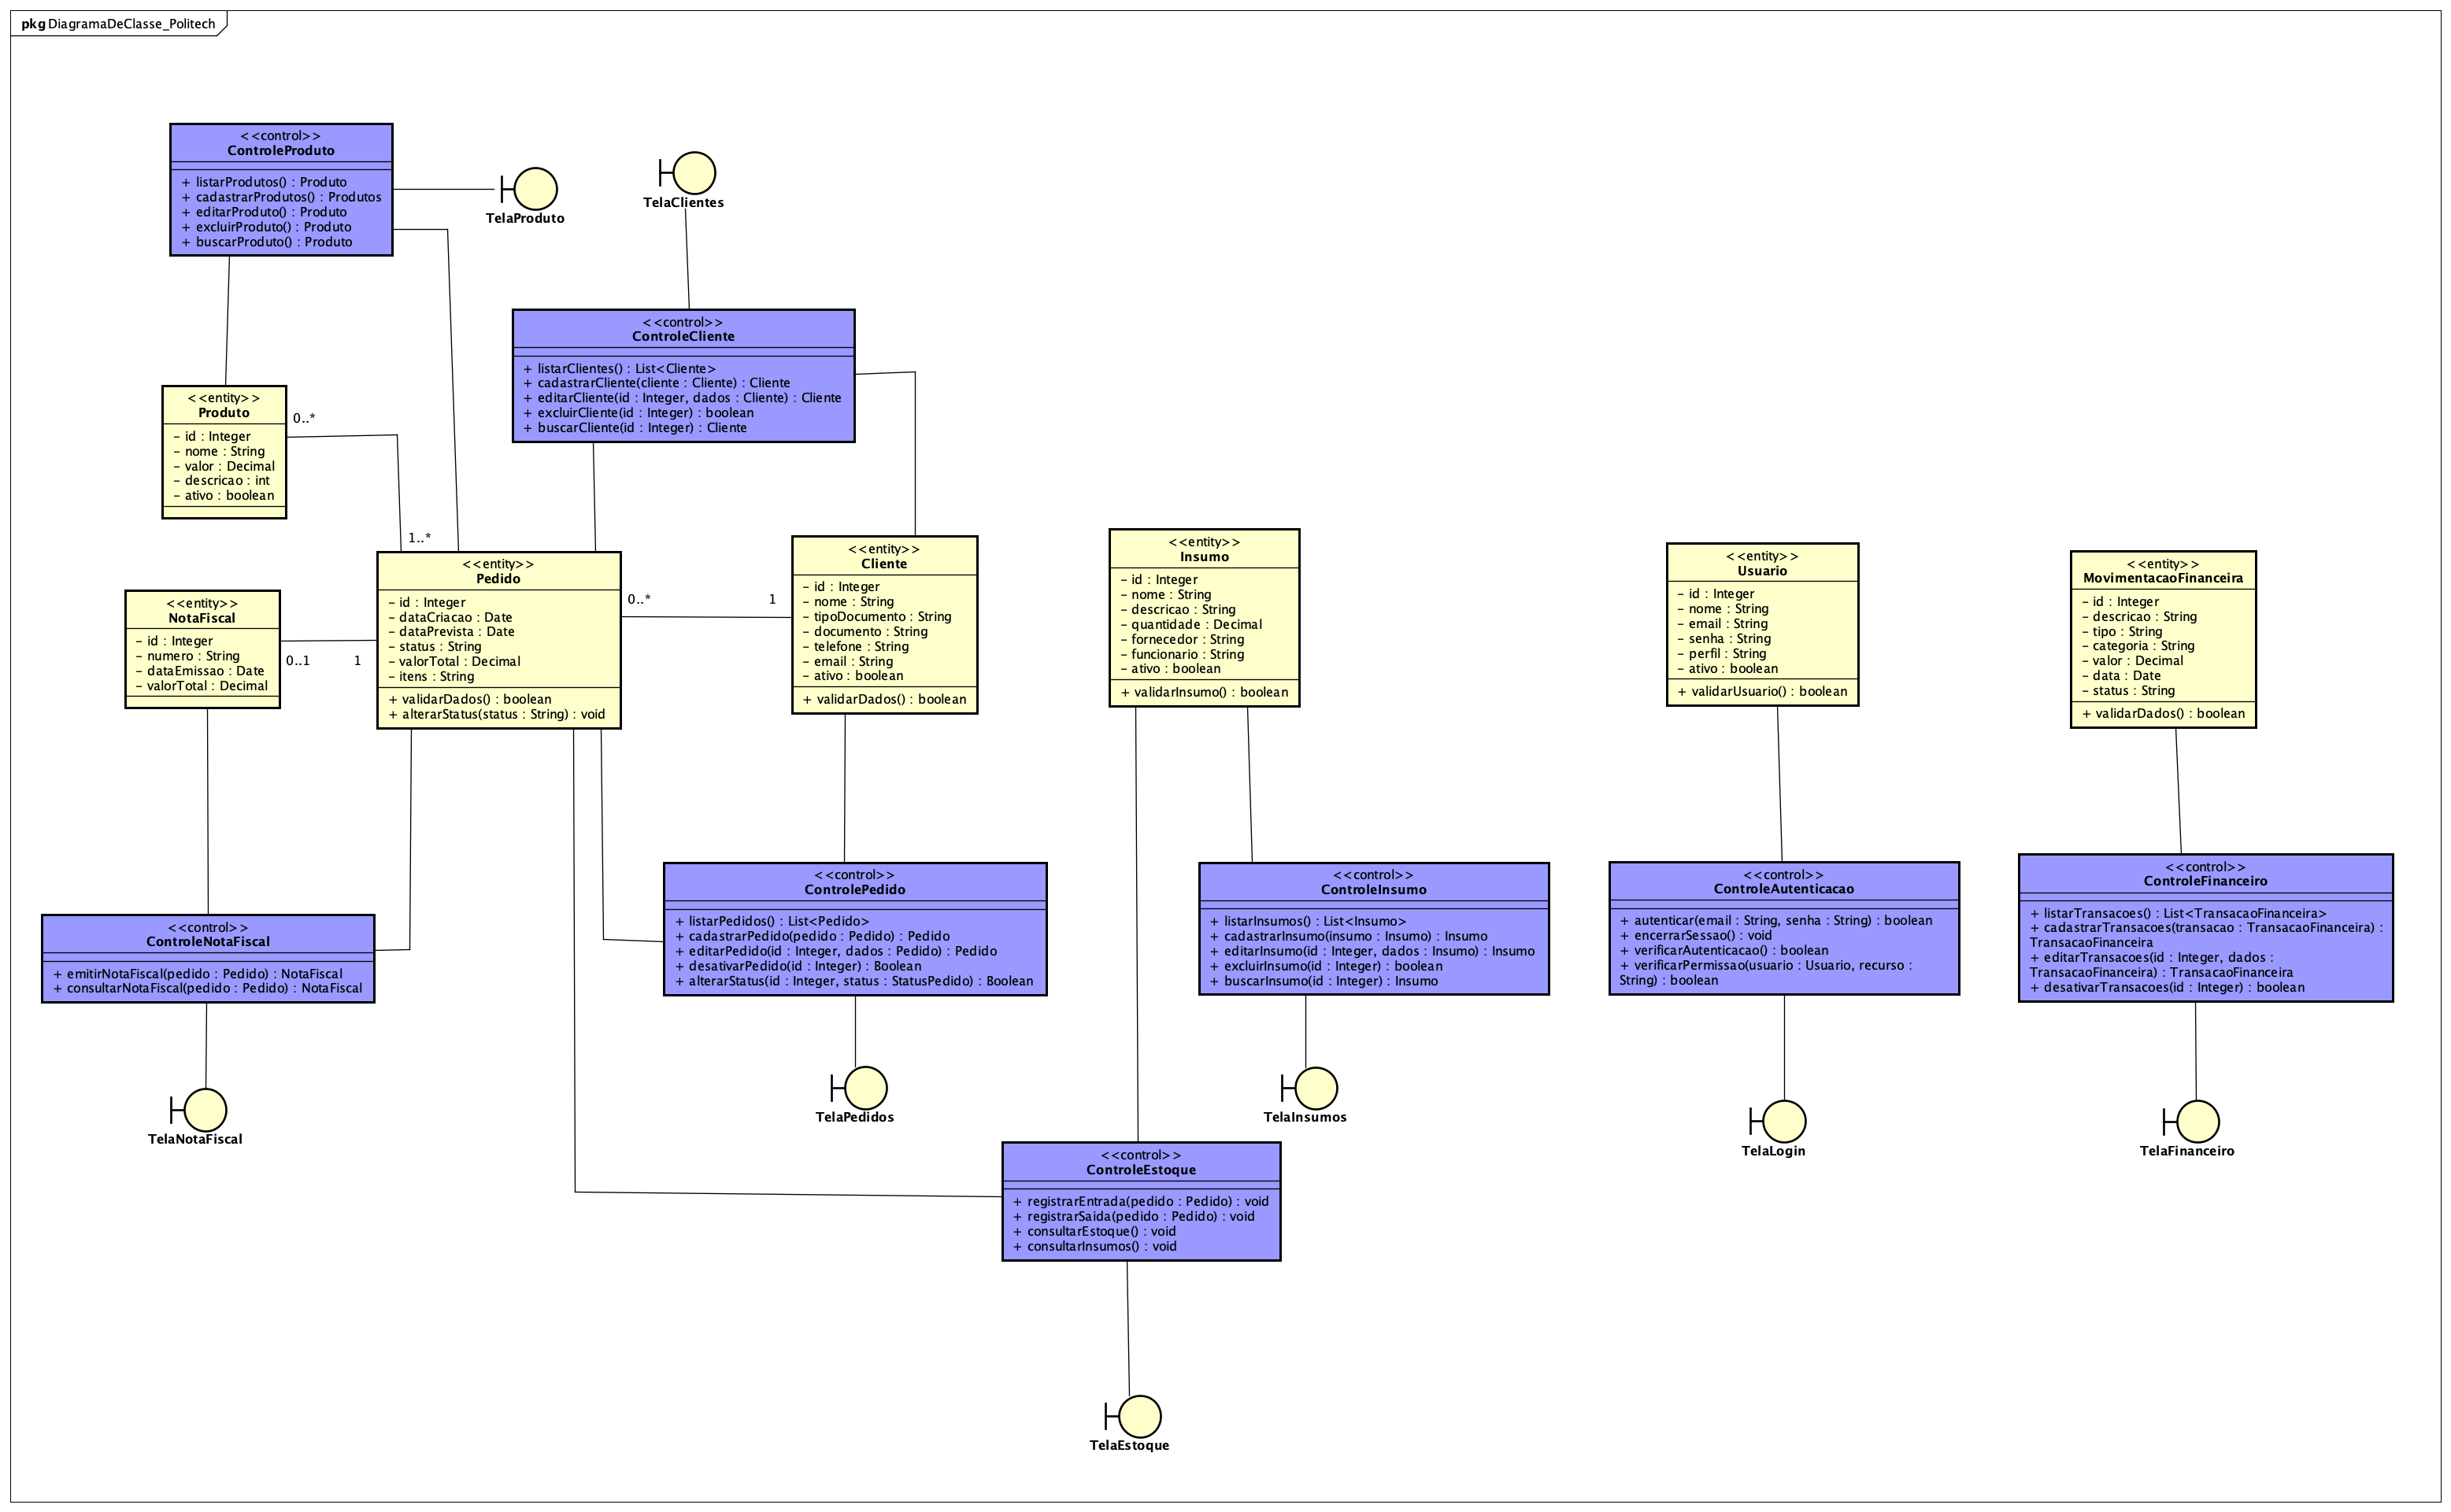 pkg DiagramaDeClasse_Politech
<<control>>
ControleProduto
+ listarProdutos() : Produto
+ cadastrarProdutos() : Produtos
+ editarProduto() : Produto
+ excluirProduto() : Produto
+ buscarProduto() : Produto
TelaProduto
TelaClientes
<<control>>
ControleCliente
+ listarClientes() : List<Cliente>
+ cadastrarCliente(cliente : Cliente) : Cliente
+ editarCliente(id : Integer, dados : Cliente) : Cliente
+ excluirCliente(id : Integer) : boolean
+ buscarCliente(id : Integer) : Cliente
<<entity>>
Produto
- id : Integer
- nome : String
- valor : Decimal
- descricao : int
- ativo : boolean
0..*
1..*
<<entity>>
NotaFiscal
- id : Integer
- numero : String
- dataEmissao : Date
- valorTotal : Decimal
0..1
1
<<entity>>
Pedido
- id : Integer
- dataCriacao : Date
- dataPrevista : Date
- status : String
- valorTotal : Decimal
- itens : String
+ validarDados() : boolean
+ alterarStatus(status : String) : void
0..*
1
<<entity>>
Cliente
- id : Integer
- nome : String
- tipoDocumento : String
- documento : String
- telefone : String
- email : String
- ativo : boolean
+ validarDados() : boolean
<<entity>>
Insumo
- id : Integer
- nome : String
- descricao : String
- quantidade : Decimal
- fornecedor : String
- funcionario : String
- ativo : boolean
+ validarInsumo() : boolean
<<entity>>
Usuario
- id : Integer
- nome : String
- email : String
- senha : String
- perfil : String
- ativo : boolean
+ validarUsuario() : boolean
<<entity>>
MovimentacaoFinanceira
- id : Integer
- descricao : String
- tipo : String
- categoria : String
- valor : Decimal
- data : Date
- status : String
+ validarDados() : boolean
<<control>>
ControleNotaFiscal
+ emitirNotaFiscal(pedido : Pedido) : NotaFiscal
+ consultarNotaFiscal(pedido : Pedido) : NotaFiscal
<<control>>
ControlePedido
+ listarPedidos() : List<Pedido>
+ cadastrarPedido(pedido : Pedido) : Pedido
+ editarPedido(id : Integer, dados : Pedido) : Pedido
+ desativarPedido(id : Integer) : Boolean
+ alterarStatus(id : Integer, status : StatusPedido) : Boolean
<<control>>
ControleInsumo
+ listarInsumos() : List<Insumo>
+ cadastrarInsumo(insumo : Insumo) : Insumo
+ editarInsumo(id : Integer, dados : Insumo) : Insumo
+ excluirInsumo(id : Integer) : boolean
+ buscarInsumo(id : Integer) : Insumo
<<control>>
ControleAutenticacao
+ autenticar(email : String, senha : String) : boolean
+ encerrarSessao() : void
+ verificarAutenticacao() : boolean
+ verificarPermissao(usuario : Usuario, recurso :
String) : boolean
<<control>>
ControleFinanceiro
+ listarTransacoes() : List<TransacaoFinanceira>
+ cadastrarTransacoes(transacao : TransacaoFinanceira) :
TransacaoFinanceira
+ editarTransacoes(id : Integer, dados :
TransacaoFinanceira) : TransacaoFinanceira
+ desativarTransacoes(id : Integer) : boolean
TelaNotaFiscal
TelaPedidos
TelaInsumos
TelaLogin
TelaFinanceiro
<<control>>
ControleEstoque
+ registrarEntrada(pedido : Pedido) : void
+ registrarSaida(pedido : Pedido) : void
+ consultarEstoque() : void
+ consultarInsumos() : void
TelaEstoque